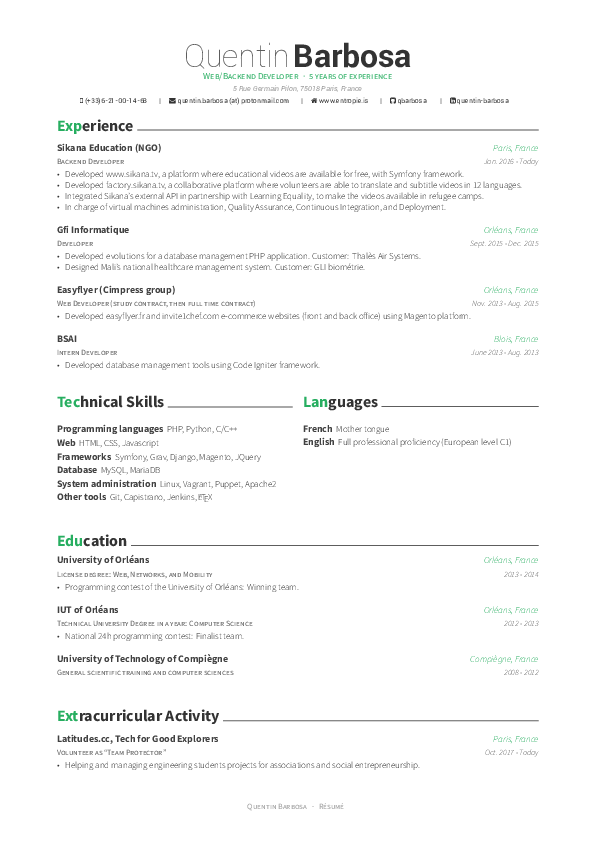 Quentin Barbosa
Web/Backend Developer · 5 years of experience
5 Rue Germain Pilon, 75018 Paris, France
(+33) 6-21-00-14-68 | quentin.barbosa (at) protonmail.com | www.entropie.is | qbarbosa | quentin-barbosa
Experience
Sikana Education (NGO) Paris, France
Backend Developer Jan. 2016 - Today
• Developed www.sikana.tv, a platform where educational videos are available for free, with Symfony framework.
• Developed factory.sikana.tv, a collaborative platform where volunteers are able to translate and subtitle videos in 12 languages.
• Integrated Sikana's external API in partnership with Learning Equality, to make the videos available in refugee camps.
• In charge of virtual machines administration, Quality Assurance, Continuous Integration, and Deployment.
Gfi Informatique Orléans, France
Developer Sept. 2015 - Dec. 2015
• Developed evolutions for a database management PHP application. Customer: Thalès Air Systems.
• Designed Mali's national healthcare management system. Customer: GLI biométrie.
Easyflyer (Cimpress group) Orléans, France
Web Developer (study contract, then full time contract) Nov. 2013 - Aug. 2015
• Developed easyflyer.fr and invite1chef.com e-commerce websites (front and back office) using Magento platform.
BSAI Blois, France
Intern Developer June 2013 - Aug. 2013
• Developed database management tools using Code Igniter framework.
Technical Skills
Programming languages PHP, Python, C/C++
Web HTML, CSS, Javascript
Frameworks Symfony, Grav, Django, Magento, JQuery
Database MySQL, MariaDB
System administration Linux, Vagrant, Puppet, Apache2
Other tools Git, Capistrano, Jenkins, LaTeX
Languages
French Mother tongue
English Full professional proficiency (European level C1)
Education
University of Orléans Orléans, France
License degree: Web, Networks, and Mobility 2013 - 2014
• Programming contest of the University of Orléans: Winning team.
IUT of Orléans Orléans, France
Technical University Degree in a year: Computer Science 2012 - 2013
• National 24h programming contest: Finalist team.
University of Technology of Compiègne Compiègne, France
General scientific training and computer sciences 2008 - 2012
Extracurricular Activity
Latitudes.cc, Tech for Good Explorers Paris, France
Volunteer as "Team Protector" Oct. 2017 - Today
• Helping and managing engineering students projects for associations and social entrepreneurship.
Quentin Barbosa · Résumé